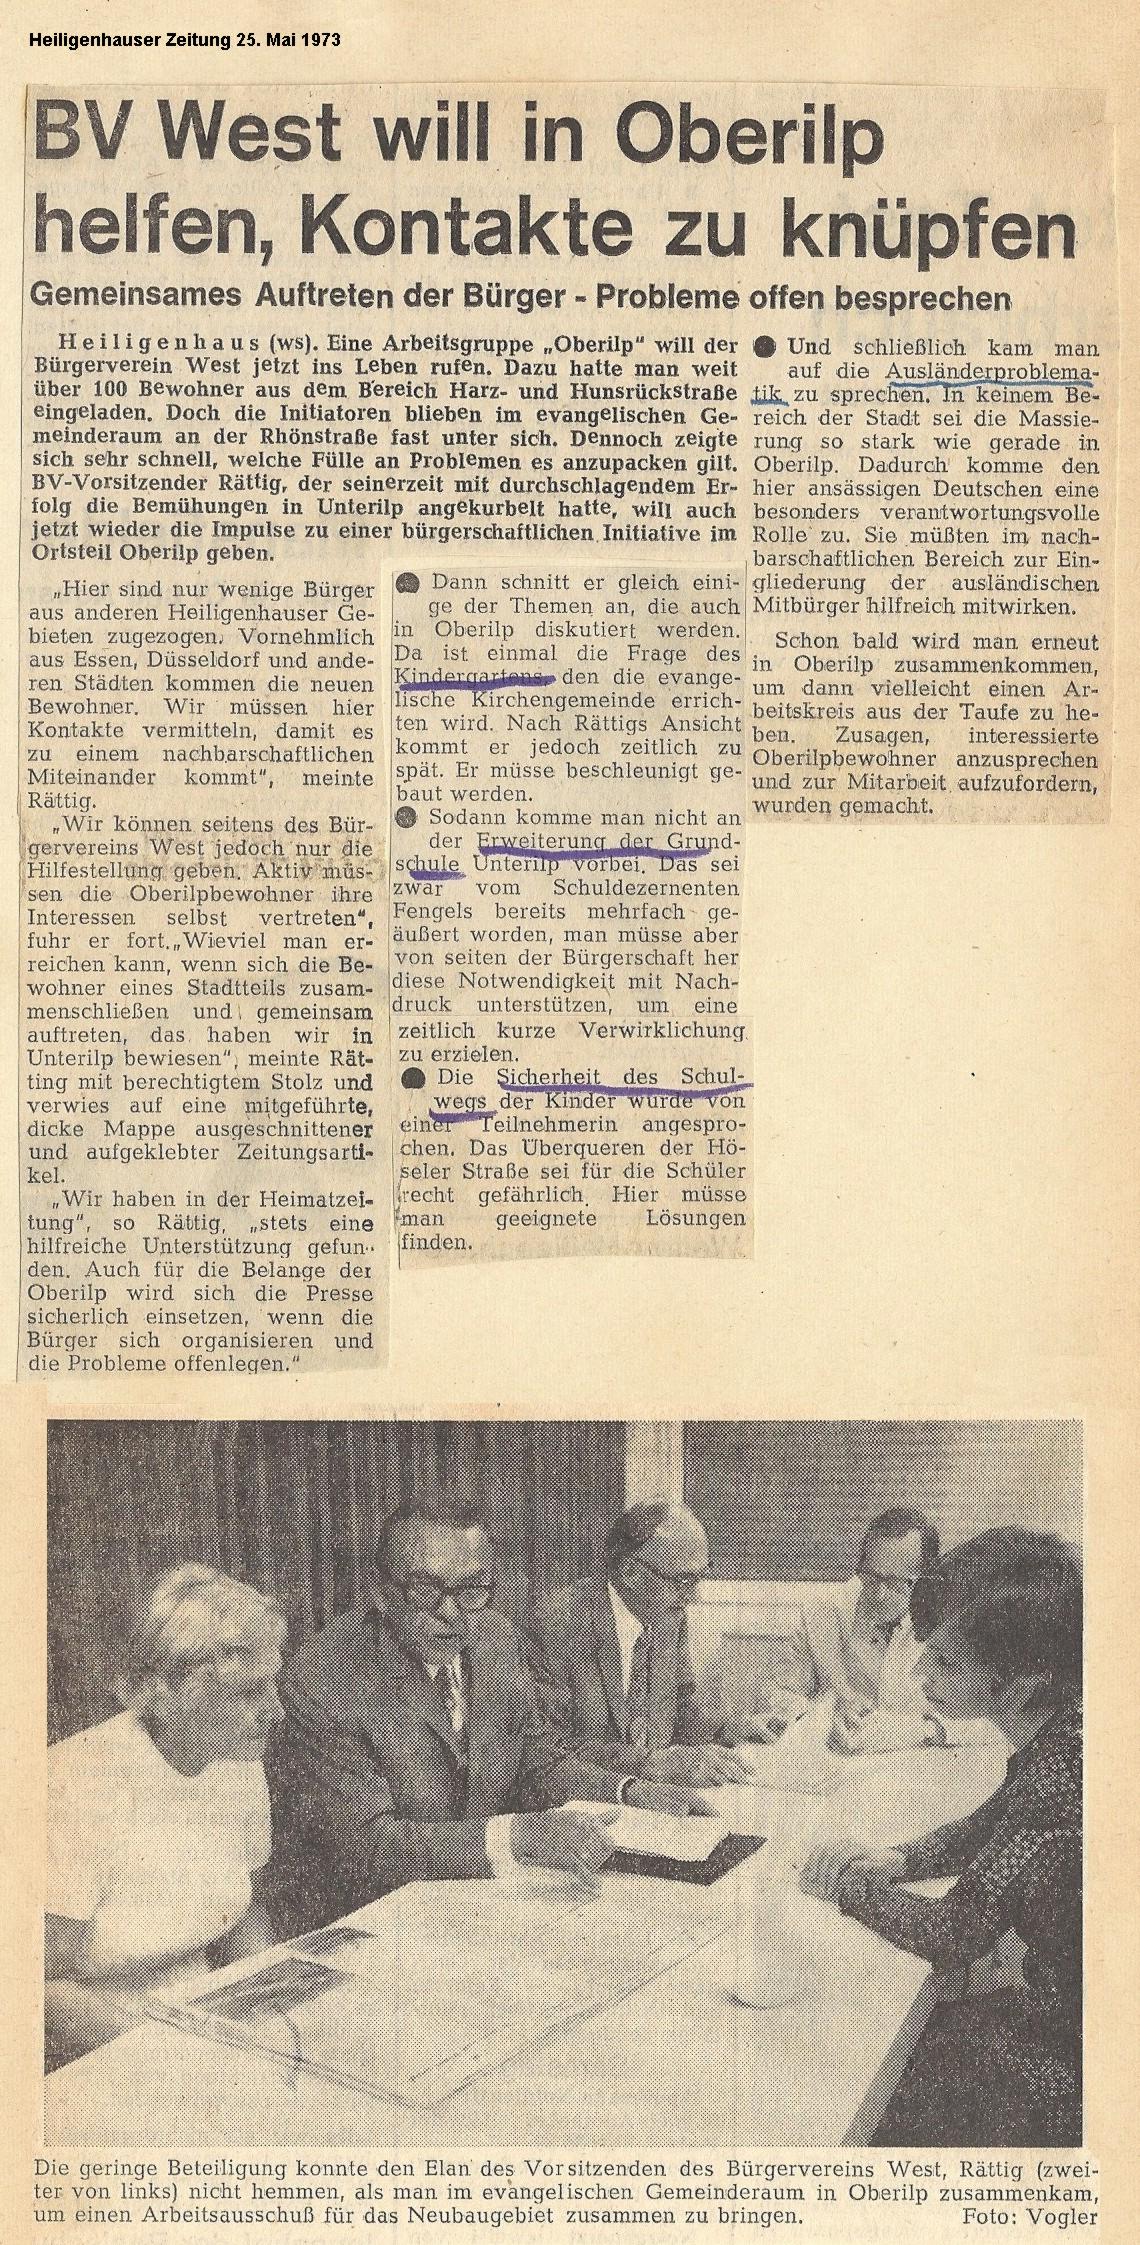 Heiligenhauser Zeitung 25. Mai 1973
BV West will in Oberilp
helfen, Kontakte zu knüpfen
Gemeinsames Auftreten der Bürger - Probleme offen besprechen
Heiligenhaus (ws). Eine Arbeitsgruppe „Oberilp" will der
Bürgerverein West jetzt ins Leben rufen. Dazu hatte man weit
über 100 Bewohner aus dem Bereich Harz- und Hunsrückstraße
eingeladen. Doch die Initiatoren blieben im evangelischen Ge-
meinderaum an der Rhönstraße fast unter sich. Dennoch zeigte
sich sehr schnell, welche Fülle an Problemen es anzupacken gilt.
BV-Vorsitzender Rättig, der seinerzeit mit durchschlagendem Er-
folg die Bemühungen in Unterilp angekurbelt hatte, will auch
jetzt wieder die Impulse zu einer bürgerschaftlichen Initiative im
Ortsteil Oberilp geben.
„Hier sind nur wenige Bürger
aus anderen Heiligenhauser Ge-
bieten zugezogen. Vornehmlich
aus Essen, Düsseldorf und ande-
ren Städten kommen die neuen
Bewohner. Wir müssen hier
Kontakte vermitteln, damit es
zu einem nachbarschaftlichen
Miteinander kommt", meinte
Rättig.
„Wir können seitens des Bür-
gervereins West jedoch nur die
Hilfestellung geben. Aktiv müs-
sen die Oberilpbewohner ihre
Interessen selbst vertreten",
fuhr er fort. „Wieviel man er-
reichen kann, wenn sich die Be-
wohner eines Stadtteils zusam-
menschließen und gemeinsam
auftreten, das haben wir in
Unterilp bewiesen", meinte Rät-
ting mit berechtigtem Stolz und
verwies auf eine mitgeführte,
dicke Mappe ausgeschnittener
und aufgeklebter Zeitungsarti-
kel.
„Wir haben in der Heimatzei-
tung", so Rättig, „stets eine
hilfreiche Unterstützung gefun-
den. Auch für die Belange der
Oberilp wird sich die Presse
sicherlich einsetzen, wenn die
Bürger sich organisieren und
die Probleme offenlegen."
● Dann schnitt er gleich eini-
ge der Themen an, die auch
in Oberilp diskutiert werden.
Da ist einmal die Frage des
Kindergartens, den die evange-
lische Kirchengemeinde errich-
ten wird. Nach Rättigs Ansicht
kommt er jedoch zeitlich zu
spät. Er müsse beschleunigt ge-
baut werden.
● Sodann komme man nicht an
der Erweiterung der Grund-
schule Unterilp vorbei. Das sei
zwar vom Schuldezernenten
Fengels bereits mehrfach ge-
äußert worden, man müsse aber
von seiten der Bürgerschaft her
diese Notwendigkeit mit Nach-
druck unterstützen, um eine
zeitlich kurze Verwirklichung
zu erzielen.
● Die Sicherheit des Schul-
wegs der Kinder wurde von
einer Teilnehmerin angespro-
chen. Das Überqueren der Hö-
seler Straße sei für die Schüler
recht gefährlich. Hier müsse
man geeignete Lösungen
finden.
● Und schließlich kam man
auf die Ausländerproblema-
tik zu sprechen. In keinem Be-
reich der Stadt sei die Massie-
rung so stark wie gerade in
Oberilp. Dadurch komme den
hier ansässigen Deutschen eine
besonders verantwortungsvolle
Rolle zu. Sie müßten im nach-
barschaftlichen Bereich zur Ein-
gliederung der ausländischen
Mitbürger hilfreich mitwirken.
Schon bald wird man erneut
in Oberilp zusammenkommen,
um dann vielleicht einen Ar-
beitskreis aus der Taufe zu he-
ben. Zusagen, interessierte
Oberilpbewohner anzusprechen
und zur Mitarbeit aufzufordern,
wurden gemacht.
Die geringe Beteiligung konnte den Elan des Vorsitzenden des Bürgervereins West, Rättig (zwei-
ter von links) nicht hemmen, als man im evangelischen Gemeinderaum in Oberilp zusammenkam,
um einen Arbeitsausschuß für das Neubaugebiet zusammen zu bringen. Foto: Vogler